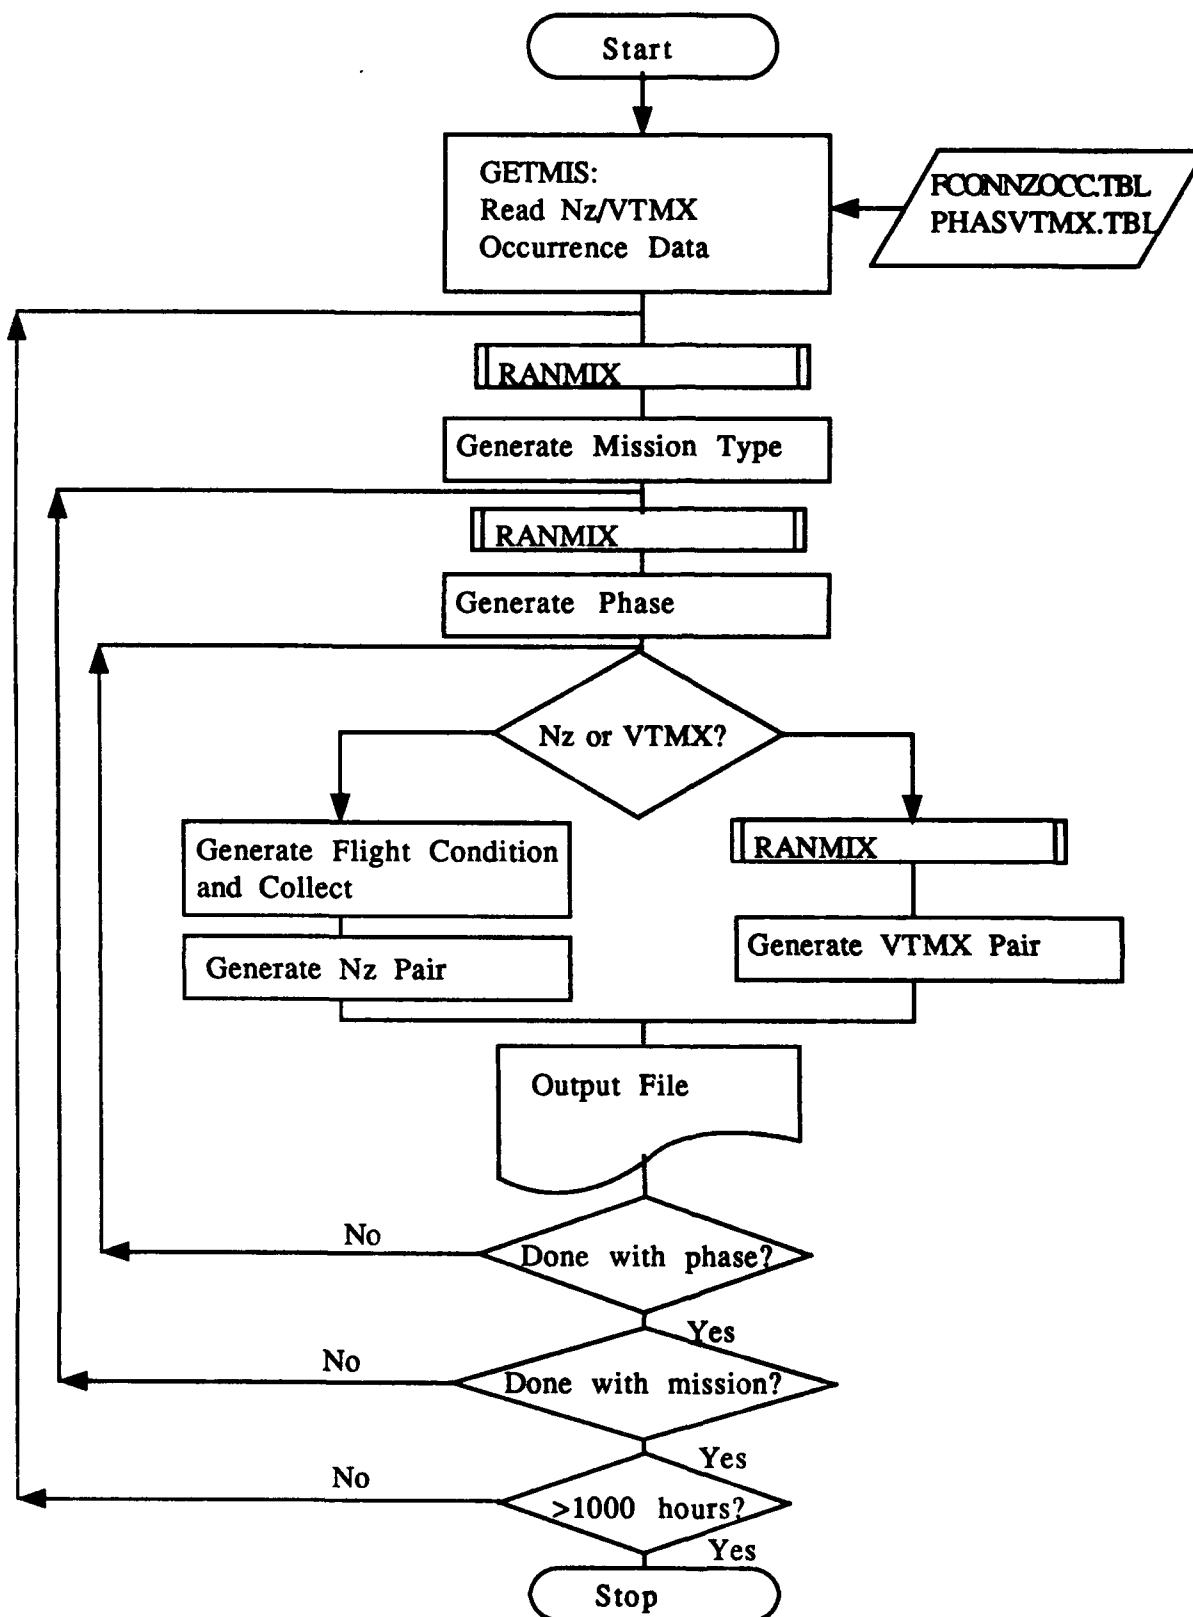 Start
GETMIS:
Read Nz/VTMX
Occurrence Data
FCONNZOCC.TBL
PHASVTMX.TBL
RANMIX
Generate Mission Type
RANMIX
Generate Phase
Nz or VTMX?
Generate Flight Condition
and Collect
RANMIX
Generate Nz Pair
Generate VTMX Pair
Output File
No
Done with phase?
Yes
No
Done with mission?
Yes
No
>1000 hours?
Yes
Stop